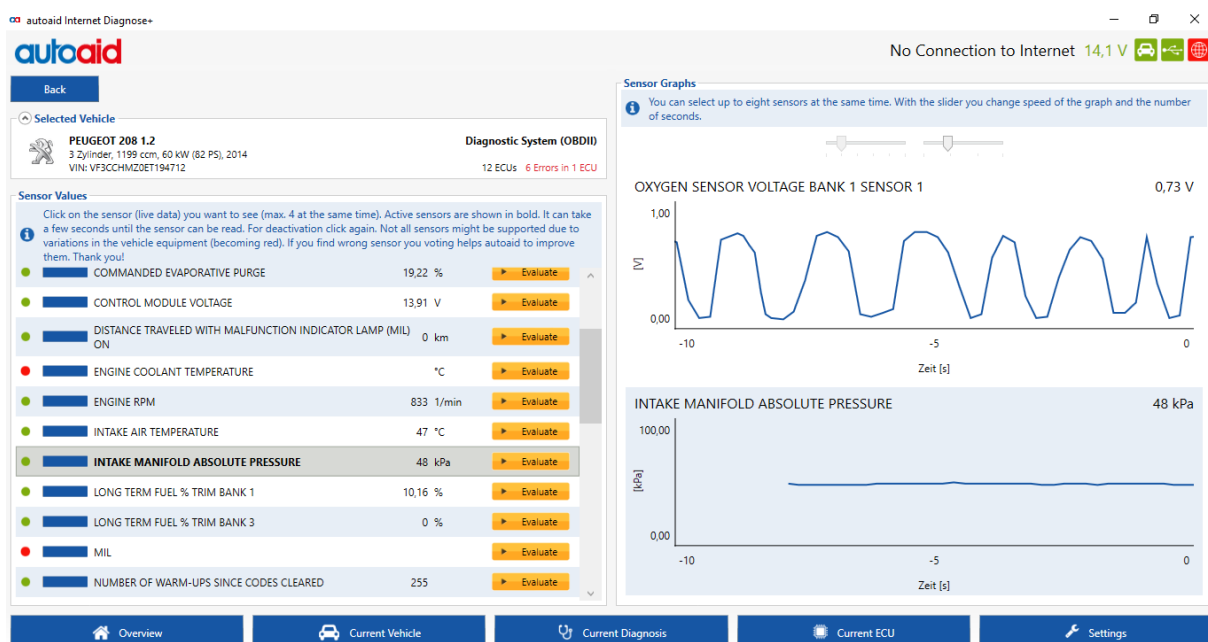 autoaid Internet Diagnose+
autoaid
No Connection to Internet 14,1 V
Back
Selected Vehicle
PEUGEOT 208 1.2
Diagnostic System (OBDII)
3 Zylinder, 1199 ccm, 60 kW (82 PS), 2014
VIN: VF3CCHMZ0ET194712
12 ECUs 6 Errors in 1 ECU
Sensor Values
Click on the sensor (live data) you want to see (max. 4 at the same time). Active sensors are shown in bold. It can take
a few seconds until the sensor can be read. For deactivation click again. Not all sensors might be supported due to
variations in the vehicle equipment (becoming red). If you find wrong sensor you voting helps autoaid to improve
them. Thank you!
COMMANDED EVAPORATIVE PURGE 19,22 % Evaluate
CONTROL MODULE VOLTAGE 13,91 V Evaluate
DISTANCE TRAVELED WITH MALFUNCTION INDICATOR LAMP (MIL)
ON 0 km Evaluate
ENGINE COOLANT TEMPERATURE °C Evaluate
ENGINE RPM 833 1/min Evaluate
INTAKE AIR TEMPERATURE 47 °C Evaluate
INTAKE MANIFOLD ABSOLUTE PRESSURE 48 kPa Evaluate
LONG TERM FUEL % TRIM BANK 1 10,16 % Evaluate
LONG TERM FUEL % TRIM BANK 3 0 % Evaluate
MIL Evaluate
NUMBER OF WARM-UPS SINCE CODES CLEARED 255 Evaluate
Sensor Graphs
You can select up to eight sensors at the same time. With the slider you change speed of the graph and the number
of seconds.
OXYGEN SENSOR VOLTAGE BANK 1 SENSOR 1 0,73 V
1,00
[V]
0,00
-10 -5 0
Zeit [s]
INTAKE MANIFOLD ABSOLUTE PRESSURE 48 kPa
100,00
[kPa]
0,00
-10 -5 0
Zeit [s]
Overview Current Vehicle Current Diagnosis Current ECU Settings